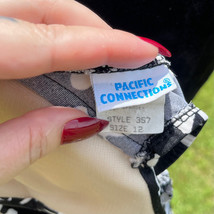 PACIFIC
CONNECTIONS®
STYLE 357
SIZE 12